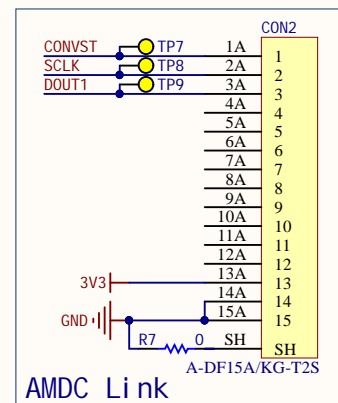 CON2
CONVST TP7 1A 1
SCLK TP8 2A 2
DOUT1 TP9 3A 3
4A 4
5A 5
6A 6
7A 7
8A 8
9A 9
10A 10
11A 11
12A 12
3V3 13A 13
14A 14
GND 15A 15
R7 0 SH SH
A-DF15A/KG-T2S
AMDC Link